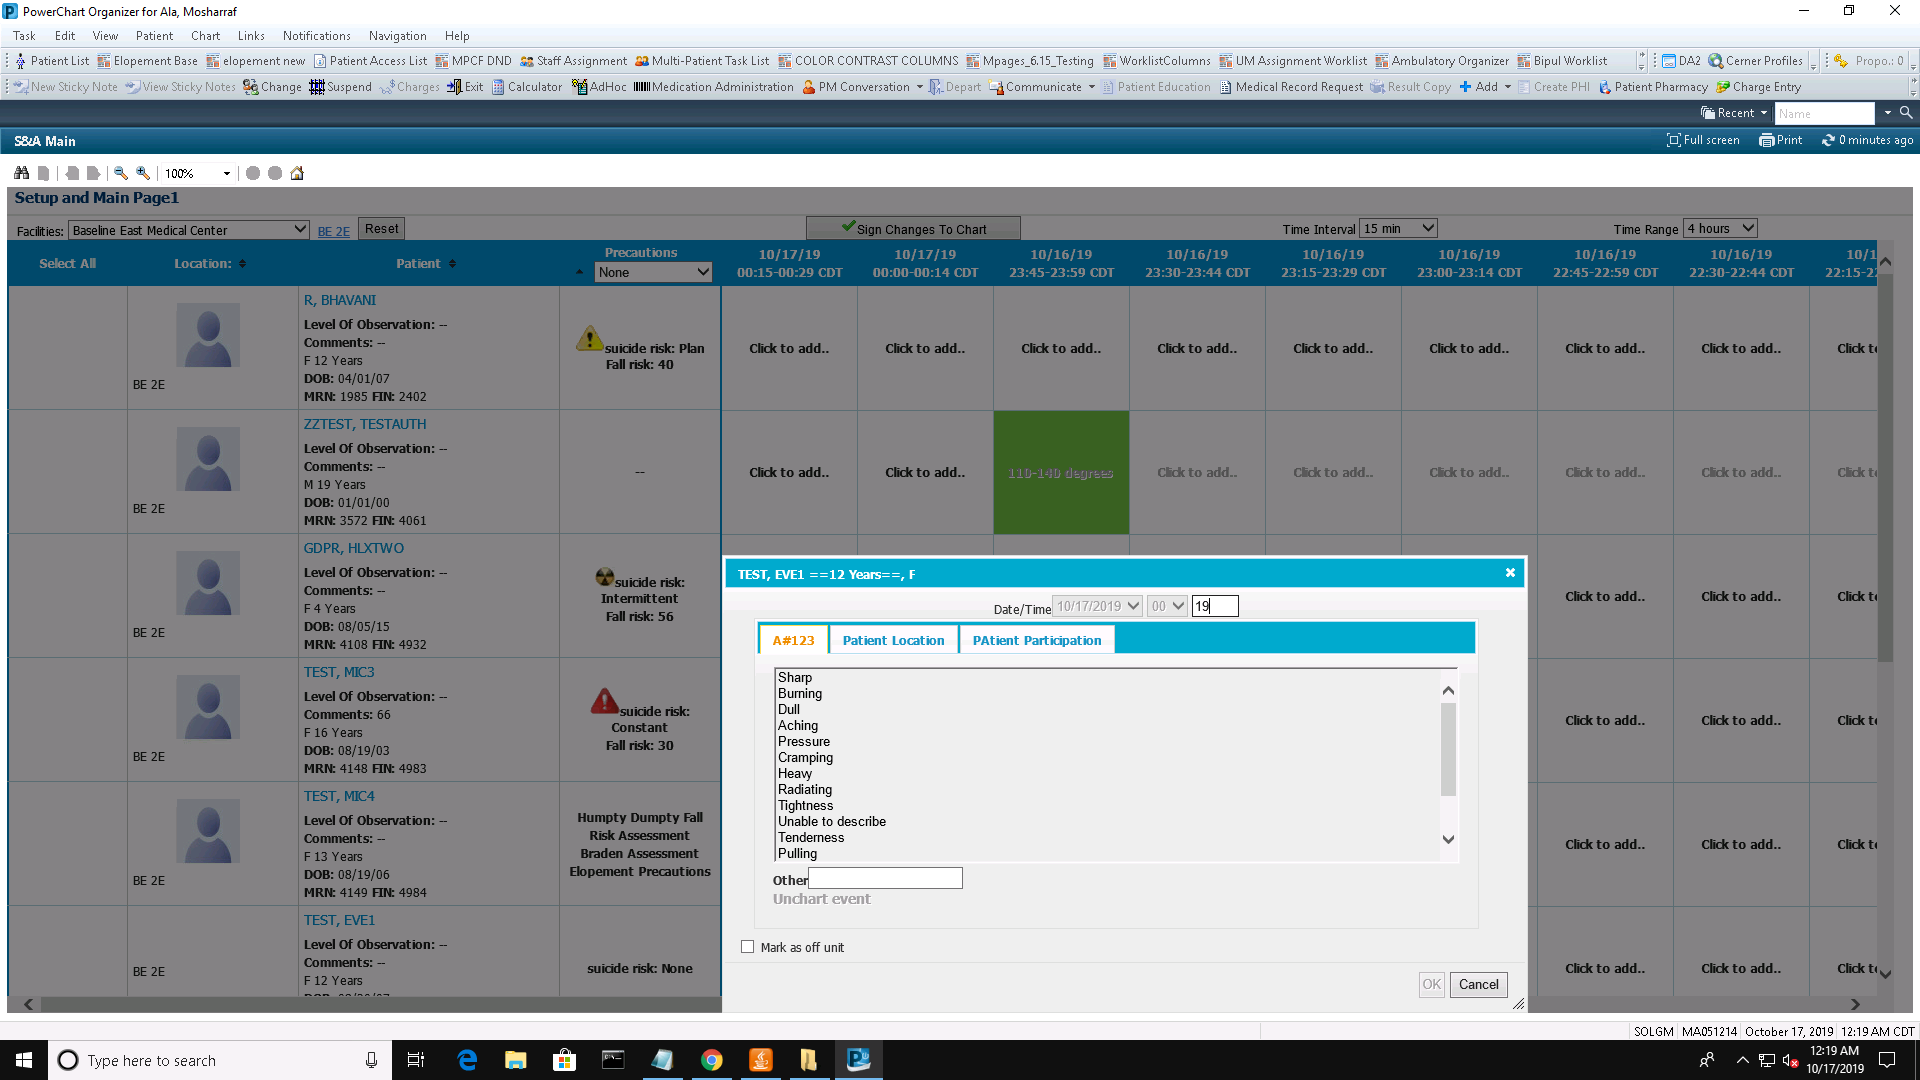 PowerChart Organizer for Ala, Mosharraf
Task Edit View Patient Chart Links Notifications Navigation Help
Patient List Elopement Base elopement new Patient Access List MPCF DND Staff Assignment Multi-Patient Task List COLOR CONTRAST COLUMNS Mpages_6.15_Testing WorklistColumns UM Assignment Worklist Ambulatory Organizer Bipul Worklist DA2 Cerner Profiles Propo.: 0
New Sticky Note View Sticky Notes Change Suspend Charges Exit Calculator AdHoc Medication Administration PM Conversation Depart Communicate Patient Education Medical Record Request Result Copy Add Create PHI Patient Pharmacy Charge Entry
Recent Name
S&A Main Full screen Print 0 minutes ago
100%
Setup and Main Page1
Facilities: Baseline East Medical Center BE 2E Reset Sign Changes To Chart Time Interval 15 min Time Range 4 hours
Select All Location: Patient Precautions None
10/17/19 10/17/19 10/16/19 10/16/19 10/16/19 10/16/19 10/16/19 10/16/19 10/1
00:15-00:29 CDT 00:00-00:14 CDT 23:45-23:59 CDT 23:30-23:44 CDT 23:15-23:29 CDT 23:00-23:14 CDT 22:45-22:59 CDT 22:30-22:44 CDT 22:15-2
R, BHAVANI
Level Of Observation: --
Comments: --
F 12 Years
DOB: 04/01/07
MRN: 1985 FIN: 2402
BE 2E
suicide risk: Plan
Fall risk: 40
Click to add.. Click to add.. Click to add.. Click to add.. Click to add.. Click to add.. Click to add.. Click to add.. Click t
ZZTEST, TESTAUTH
Level Of Observation: --
Comments: --
M 19 Years
DOB: 01/01/00
MRN: 3572 FIN: 4061
BE 2E
--
Click to add.. Click to add.. 110-140 degrees Click to add.. Click to add.. Click to add.. Click to add.. Click to add.. Click t
GDPR, HLXTWO
Level Of Observation: --
Comments: --
F 4 Years
DOB: 08/05/15
MRN: 4108 FIN: 4932
BE 2E
suicide risk:
Intermittent
Fall risk: 56
Click to add.. Click to add.. Click t
TEST, MIC3
Level Of Observation: --
Comments: 66
F 16 Years
DOB: 08/19/03
MRN: 4148 FIN: 4983
BE 2E
suicide risk:
Constant
Fall risk: 30
Click to add.. Click to add.. Click t
TEST, MIC4
Level Of Observation: --
Comments: --
F 13 Years
DOB: 08/19/06
MRN: 4149 FIN: 4984
BE 2E
Humpty Dumpty Fall
Risk Assessment
Braden Assessment
Elopement Precautions
Click to add.. Click to add.. Click t
TEST, EVE1
Level Of Observation: --
Comments: --
F 12 Years
BE 2E
suicide risk: None
Click to add.. Click to add.. Click t
TEST, EVE1 ==12 Years==, F
Date/Time 10/17/2019 00 19
A#123 Patient Location PAtient Participation
Sharp
Burning
Dull
Aching
Pressure
Cramping
Heavy
Radiating
Tightness
Unable to describe
Tenderness
Pulling
Other
Unchart event
Mark as off unit
OK Cancel
SOLGM MA051214 October 17, 2019 12:19 AM CDT
Type here to search
12:19 AM
10/17/2019